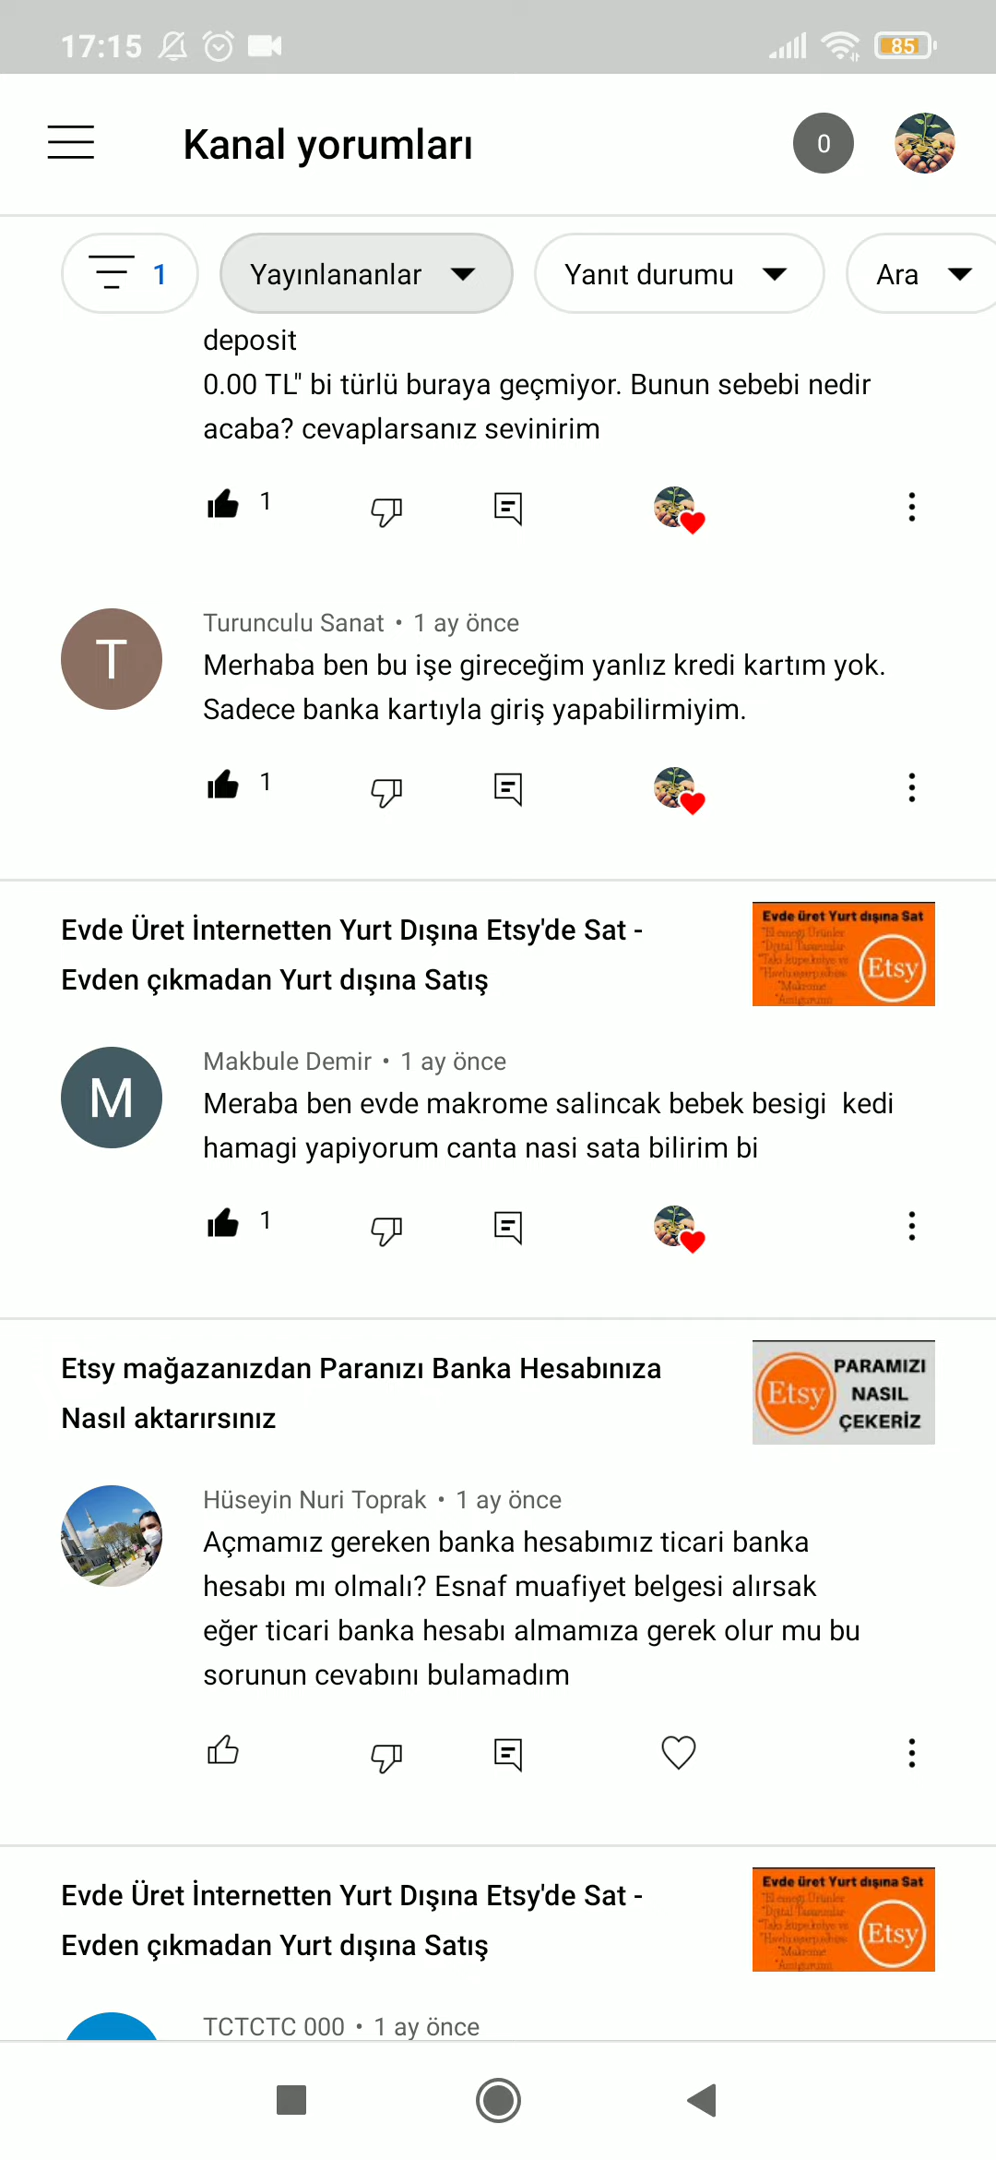 17:15
85
Kanal yorumları
0
1
Yayınlananlar
Yanıt durumu
Ara
deposit
0.00 TL" bi türlü buraya geçmiyor. Bunun sebebi nedir
acaba? cevaplarsanız sevinirim
1
T
Turunculu Sanat • 1 ay önce
Merhaba ben bu işe gireceğim yanlız kredi kartım yok.
Sadece banka kartıyla giriş yapabilirmiyim.
1
Evde Üret İnternetten Yurt Dışına Etsy'de Sat -
Evden çıkmadan Yurt dışına Satış
Evde üret Yurt dışına Sat
"El emegi Ürünler
"Makrome
Etsy
M
Makbule Demir • 1 ay önce
Meraba ben evde makrome salincak bebek besigi  kedi
hamagi yapiyorum canta nasi sata bilirim bi
1
Etsy mağazanızdan Paranızı Banka Hesabınıza
Nasıl aktarırsınız
Etsy
PARAMIZI
NASIL
ÇEKERİZ
Hüseyin Nuri Toprak • 1 ay önce
Açmamız gereken banka hesabımız ticari banka
hesabı mı olmalı? Esnaf muafiyet belgesi alırsak
eğer ticari banka hesabı almamıza gerek olur mu bu
sorunun cevabını bulamadım
Evde Üret İnternetten Yurt Dışına Etsy'de Sat -
Evden çıkmadan Yurt dışına Satış
Evde üret Yurt dışına Sat
"El emegi Ürünler
"Makrome
Etsy
TCTCTC 000 • 1 ay önce